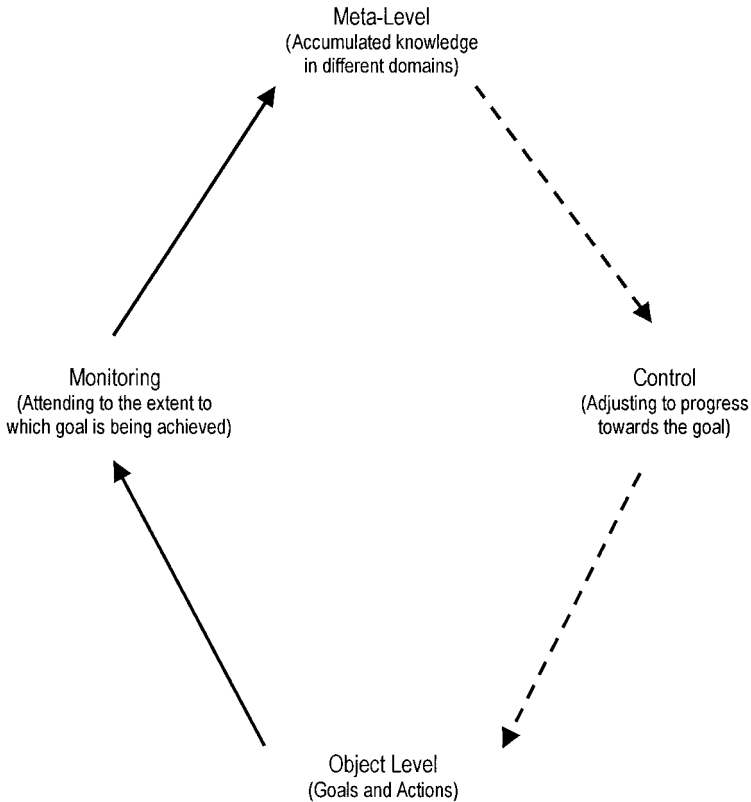 Meta-Level
(Accumulated knowledge
in different domains)
Monitoring
(Attending to the extent to
which goal is being achieved)
Control
(Adjusting to progress
towards the goal)
Object Level
(Goals and Actions)